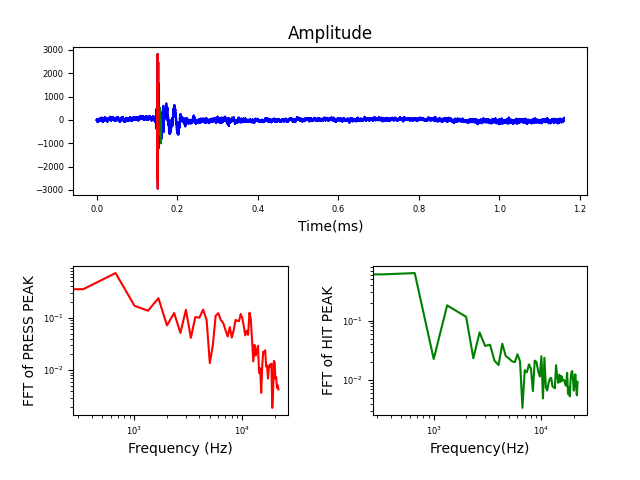 Amplitude
3000
2000
1000
0
−1000
−2000
−3000
0.0 0.2 0.4 0.6 0.8 1.0 1.2
Time(ms)
FFT of PRESS PEAK
10⁻¹
10⁻²
10³ 10⁴
Frequency (Hz)
FFT of HIT PEAK
10⁻¹
10⁻²
10³ 10⁴
Frequency(Hz)